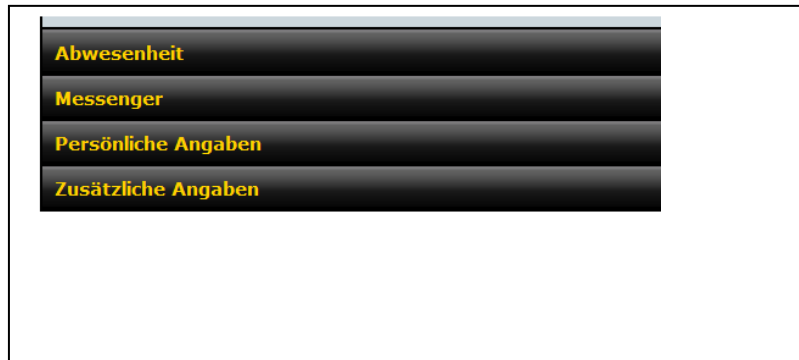 Abwesenheit
Messenger
Persönliche Angaben
Zusätzliche Angaben